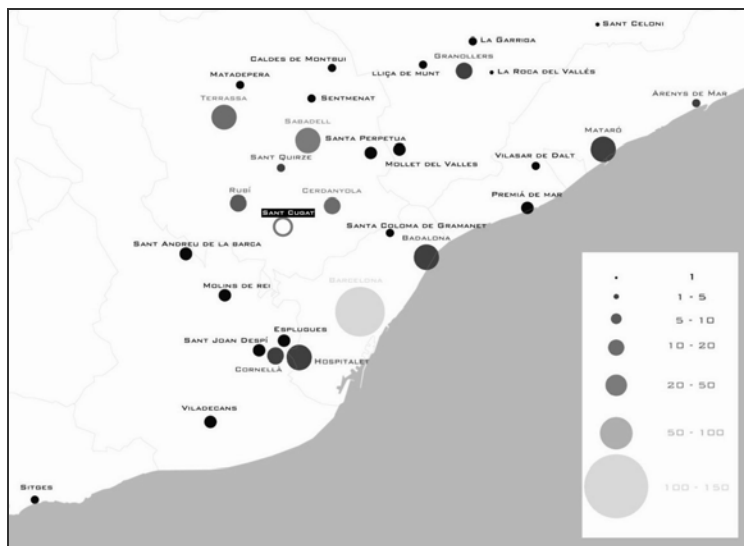 Sant Celoni
La Garriga
Granollers
Caldes de Montbui
Lliça de Munt
La Roca del Vallés
Matadepera
Arenys de Mar
Terrassa
Sentmenat
Sabadell
Santa Perpetua
Mataró
Sant Quirze
Mollet del Valles
Vilasar de Dalt
Rubí
Cerdanyola
Premiá de Mar
Sant Cugat
Santa Coloma de Gramanet
Badalona
Sant Andreu de la Barca
Barcelona
Molins de Rei
Esplugues
Sant Joan Despí
Cornellá
Hospitalet
Viladecans
Sitges
1
1 - 5
5 - 10
10 - 20
20 - 50
50 - 100
100 - 150